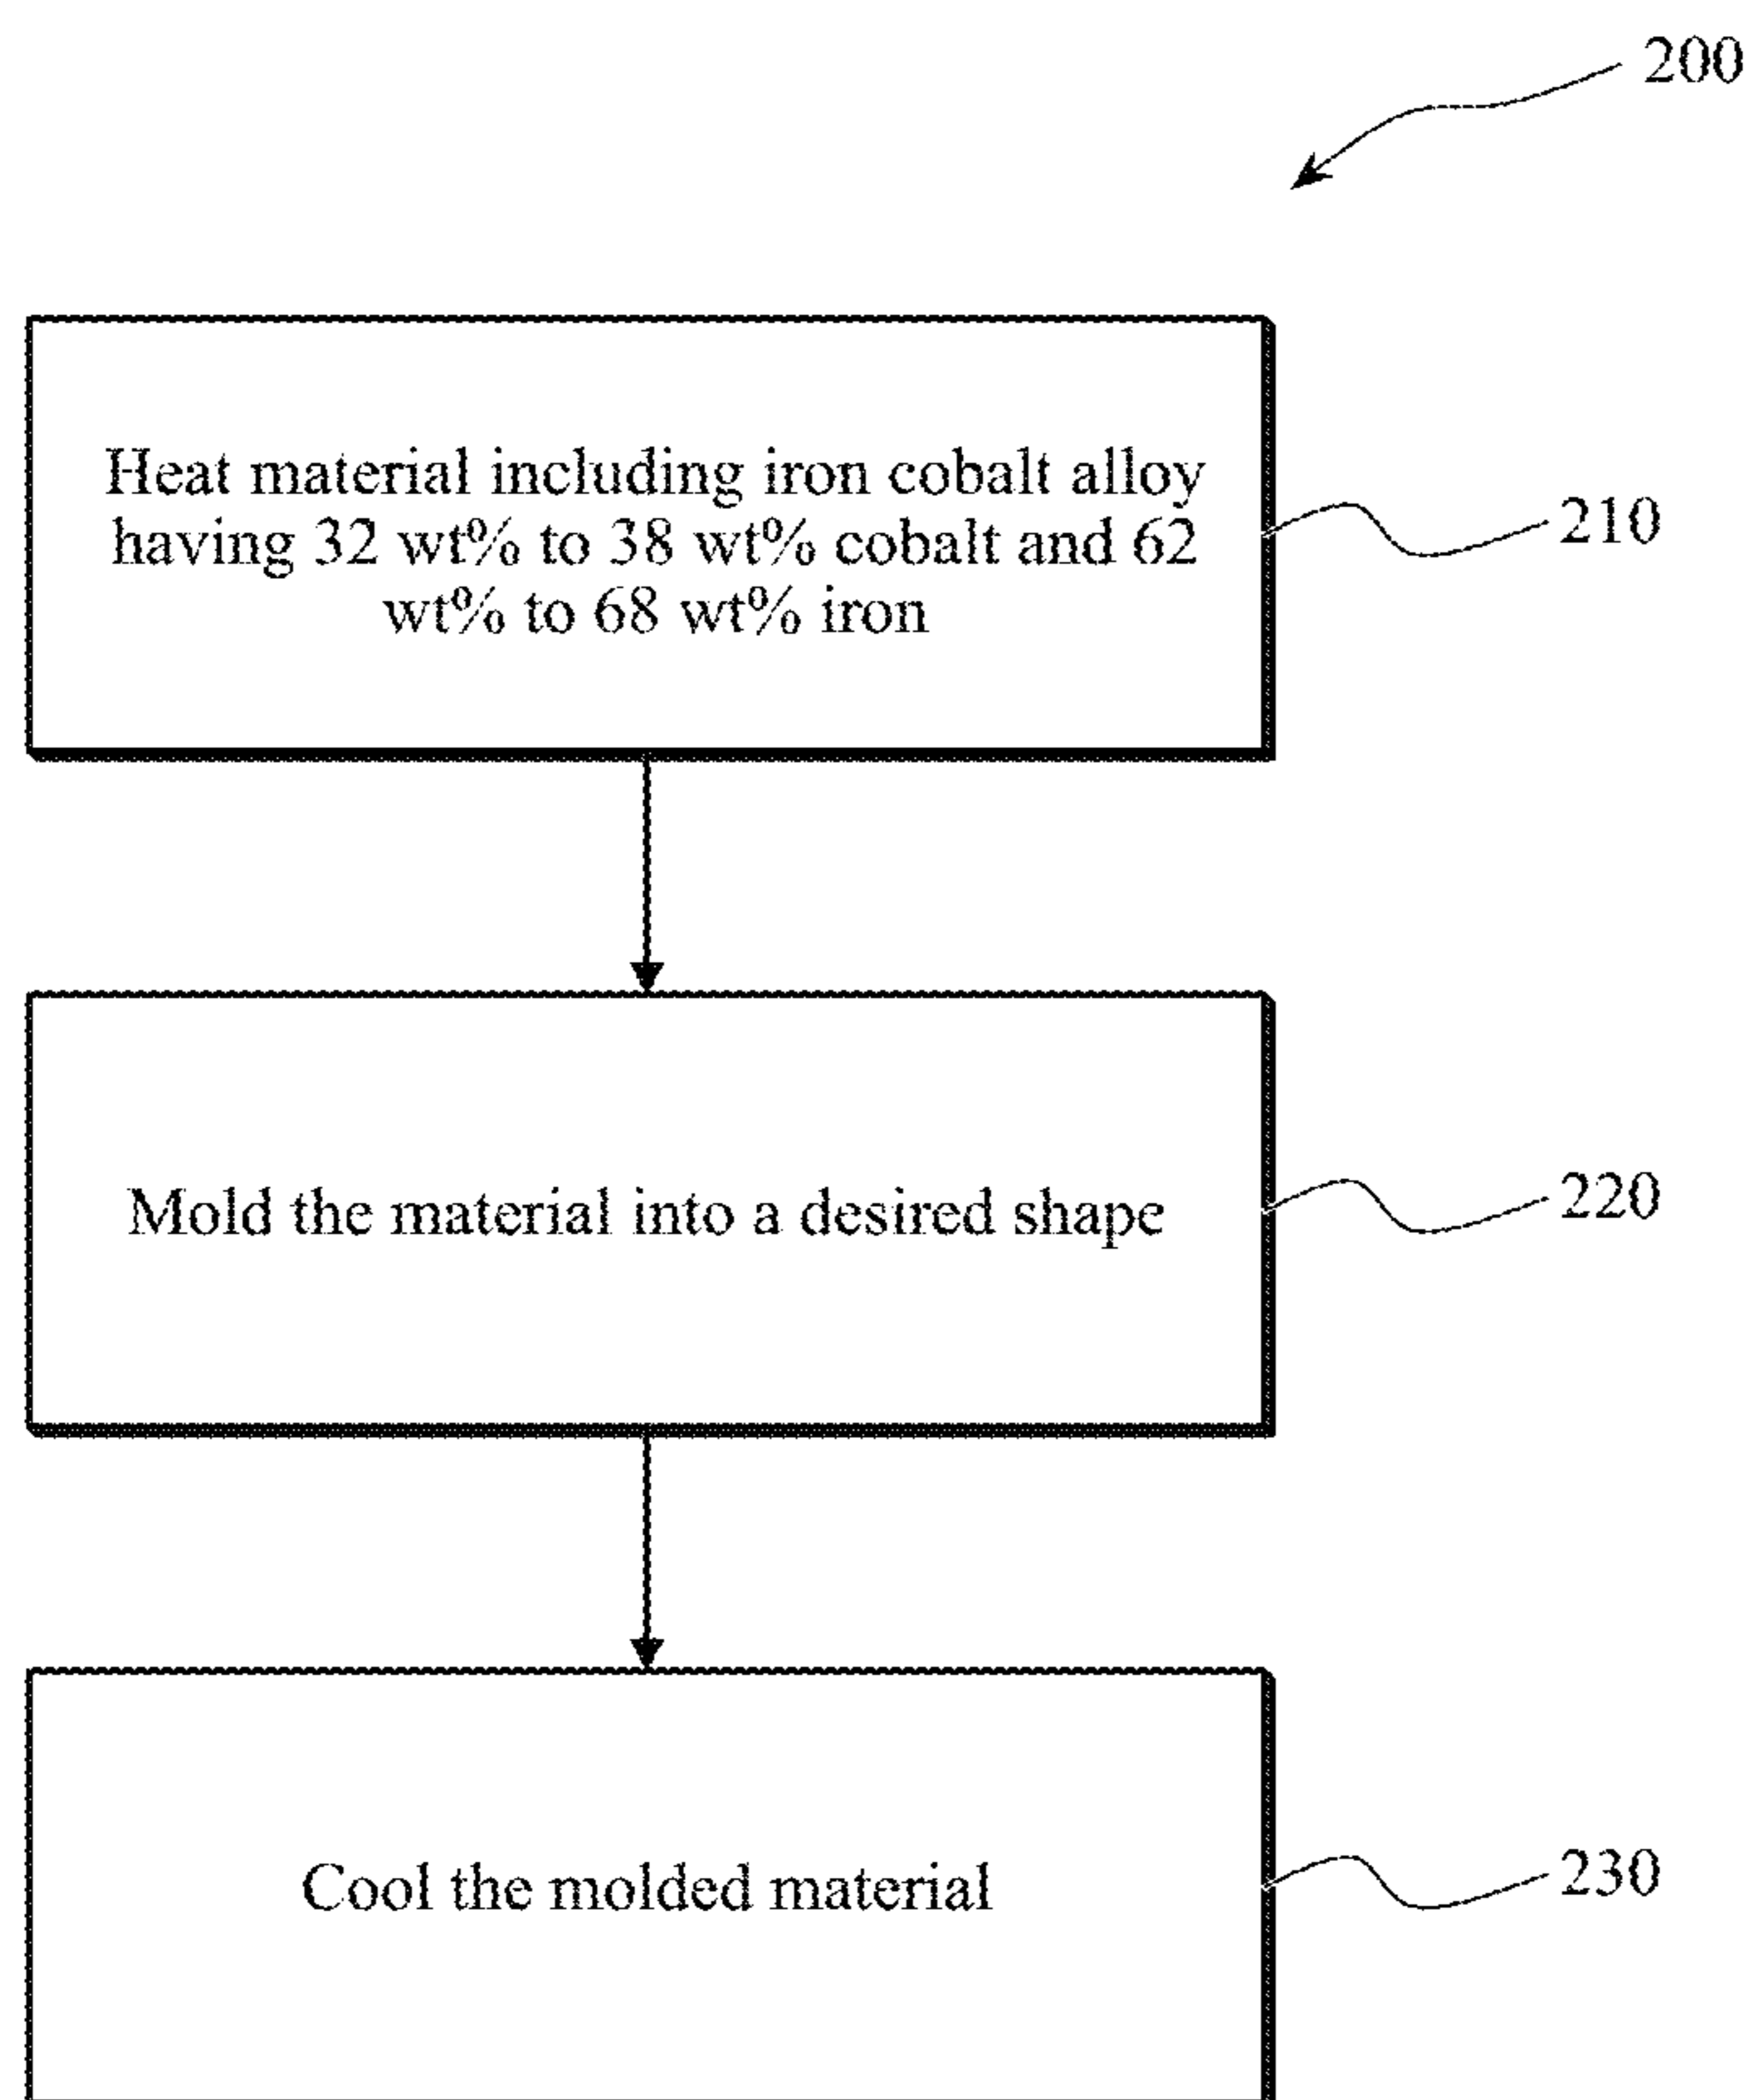 200
Heat material including iron cobalt alloy
having 32 wt% to 38 wt% cobalt and 62
wt% to 68 wt% iron
210
Mold the material into a desired shape
220
Cool the molded material
230